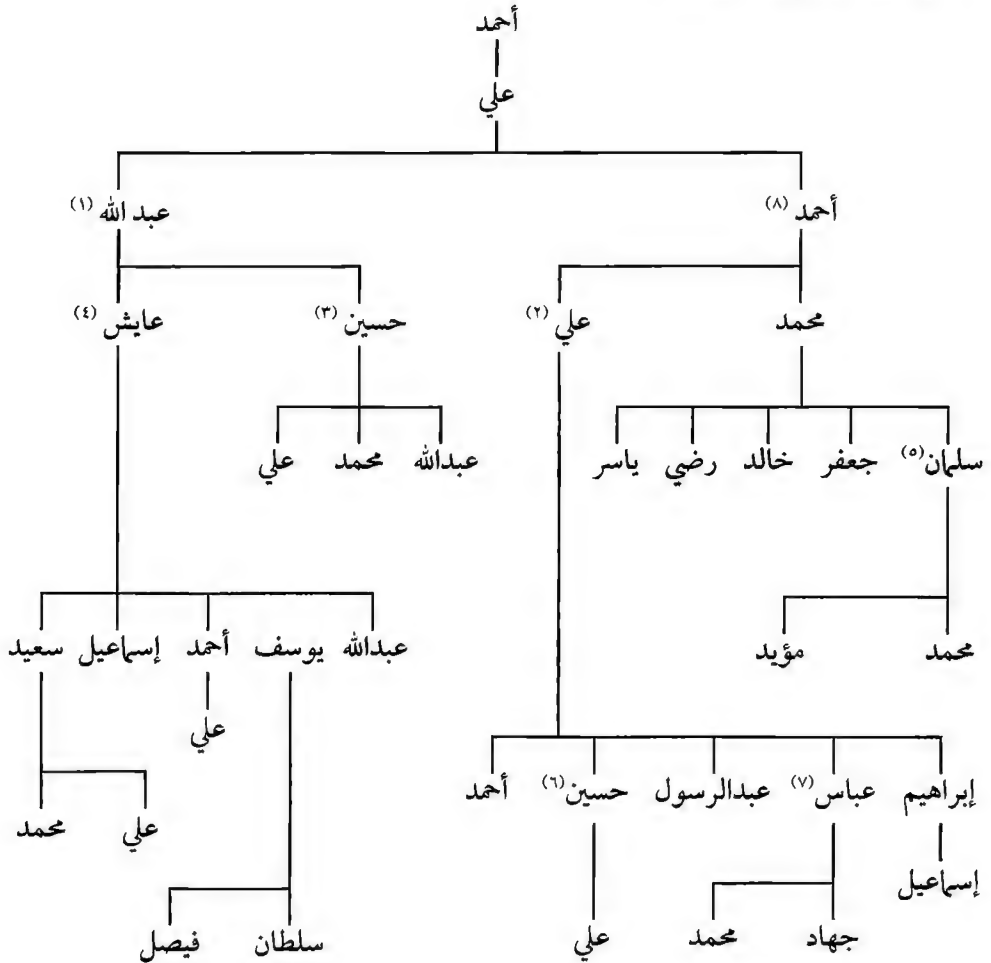 أحمد
علي
أحمد (٨) عبد الله (١)
محمد علي (٢) حسين (٣) عايش (٤)
سلمان (٥) جعفر خالد رضي ياسر عبدالله محمد علي
محمد مؤيد عبدالله يوسف أحمد إسماعيل سعيد
علي
إبراهيم عباس (٧) عبدالرسول حسين (٦) أحمد علي محمد
إسماعيل
جهاد محمد علي سلطان فيصل